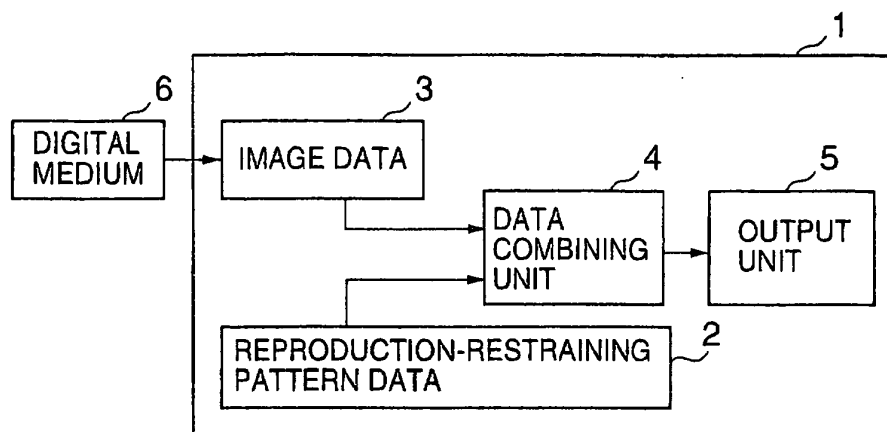 1
6
3
DIGITAL
MEDIUM
IMAGE DATA
4
5
DATA
COMBINING
UNIT
OUTPUT
UNIT
2
REPRODUCTION-RESTRAINING
PATTERN DATA